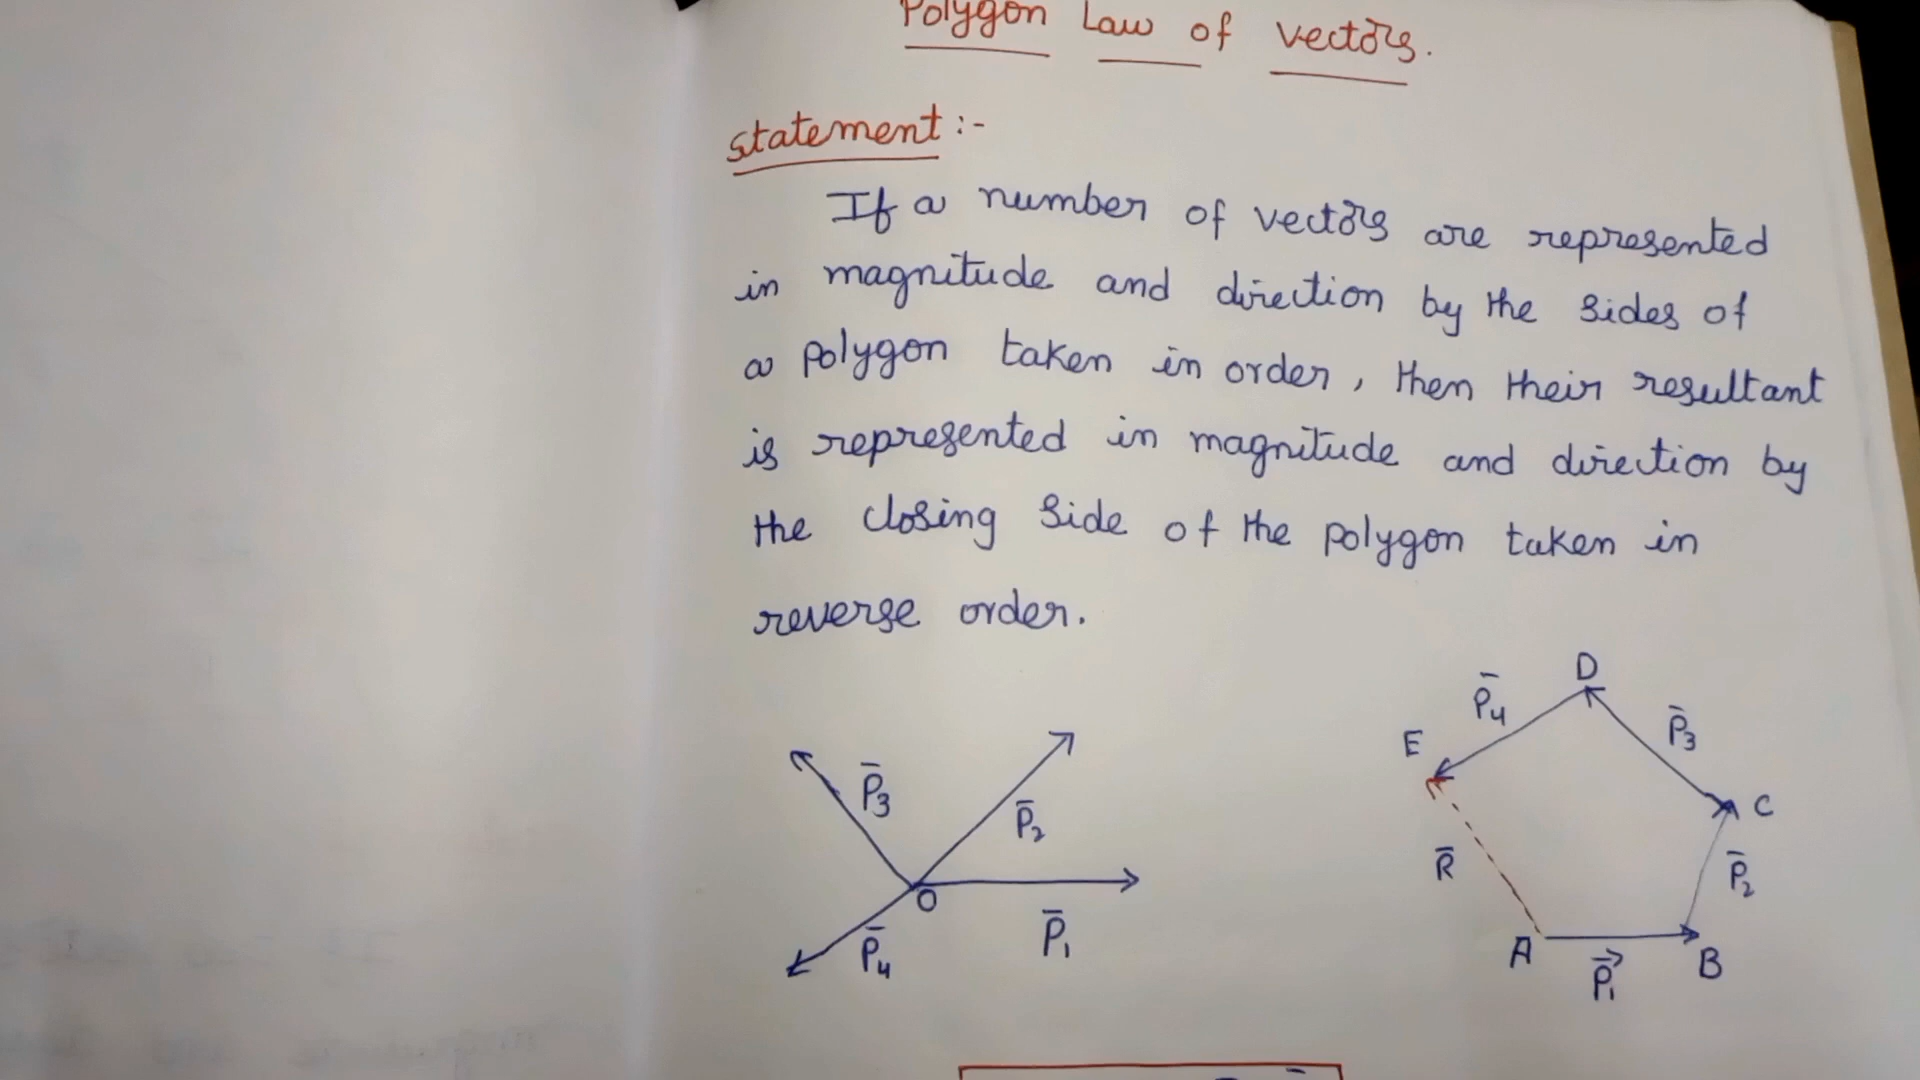 Polygon Law of vectors.
statement :-
If a number of vectors are represented
in magnitude and direction by the sides of
a polygon taken in order, then their resultant
is represented in magnitude and direction by
the closing side of the polygon taken in
reverse order.
P̄₃
P̄₂
O
P̄₄
P̄₁
D
P̄₄
P̄₃
E
C
R̄
P̄₂
A
B
P⃗₁